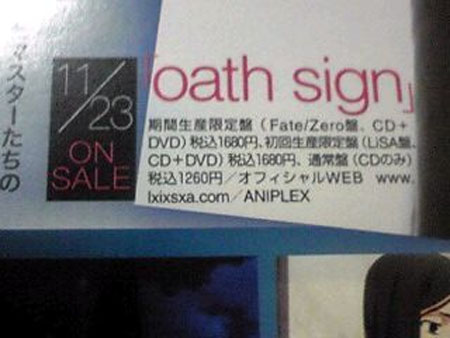 マスターたちの
11/23
ON
SALE
「oath sign」
期間生産限定盤(Fate/Zero盤、CD+
DVD)税込1680円、初回生産限定盤(LiSA盤、
CD+DVD)税込1680円、通常盤(CDのみ)
税込1260円/オフィシャルWEB www.
lxixsxa.com/ANIPLEX